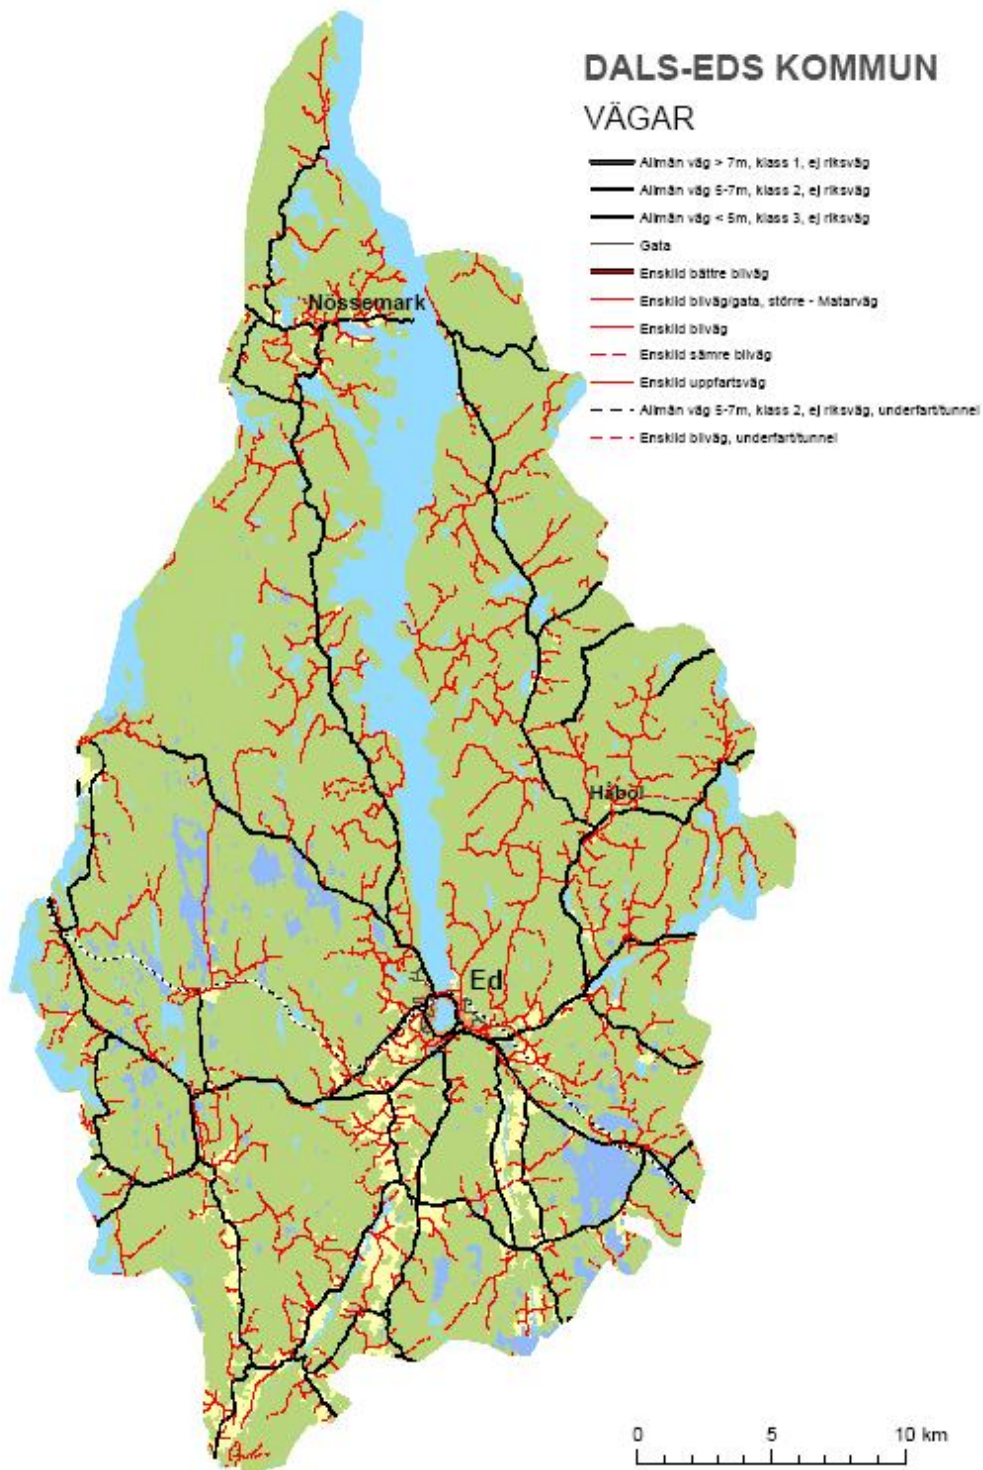 DALS-EDS KOMMUN
VÄGAR
Allmän väg > 7m, klass 1, ej riksväg
Allmän väg 5-7m, klass 2, ej riksväg
Allmän väg < 5m, klass 3, ej riksväg
Gata
Enskild bättre bilväg
Enskild bilväg/gata, större - Matarväg
Enskild bilväg
Enskild sämre bilväg
Enskild uppfartsväg
Allmän väg 5-7m, klass 2, ej riksväg, underfart/tunnel
Enskild bilväg, underfart/tunnel
Nössemark
Håbol
Ed
0 5 10 km